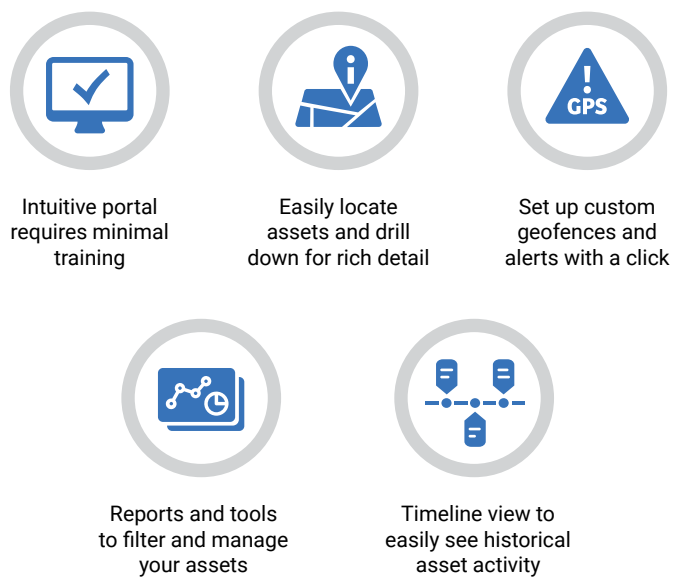 GPS
Intuitive portal
requires minimal
training
Easily locate
assets and drill
down for rich detail
Set up custom
geofences and
alerts with a click
Reports and tools
to filter and manage
your assets
Timeline view to
easily see historical
asset activity